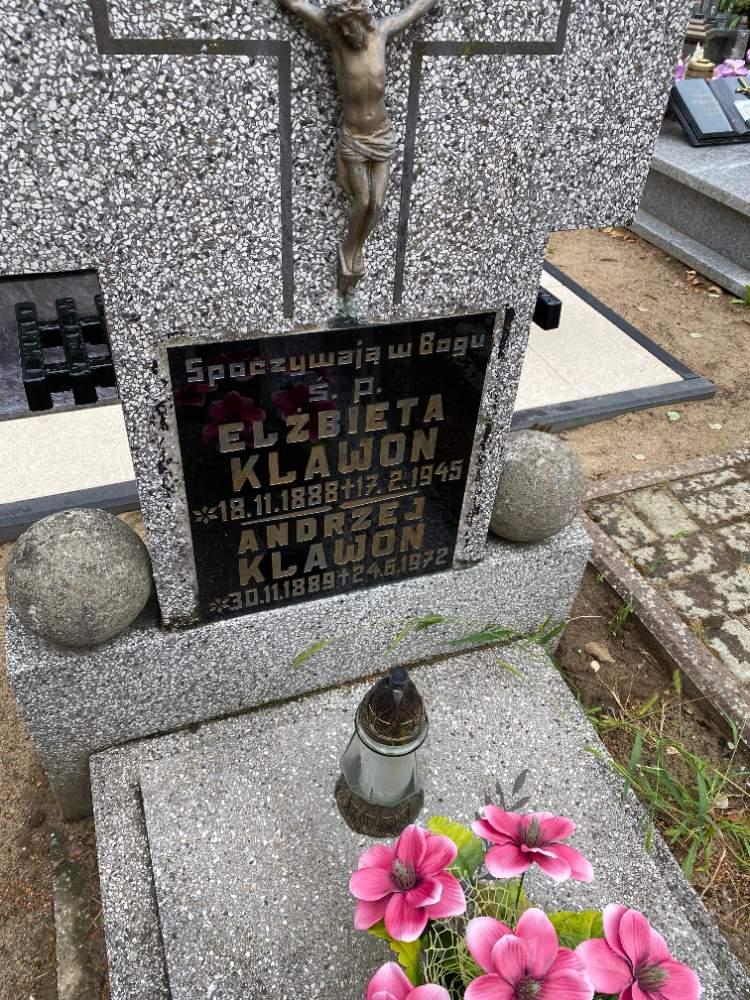 Spoczywają w Bogu
Ś. P.
ELŻBIETA
KLAWON
*18.11.1888 † 17.2.1945
ANDRZEJ
KLAWON
*30.11.1889 † 24.6.1972